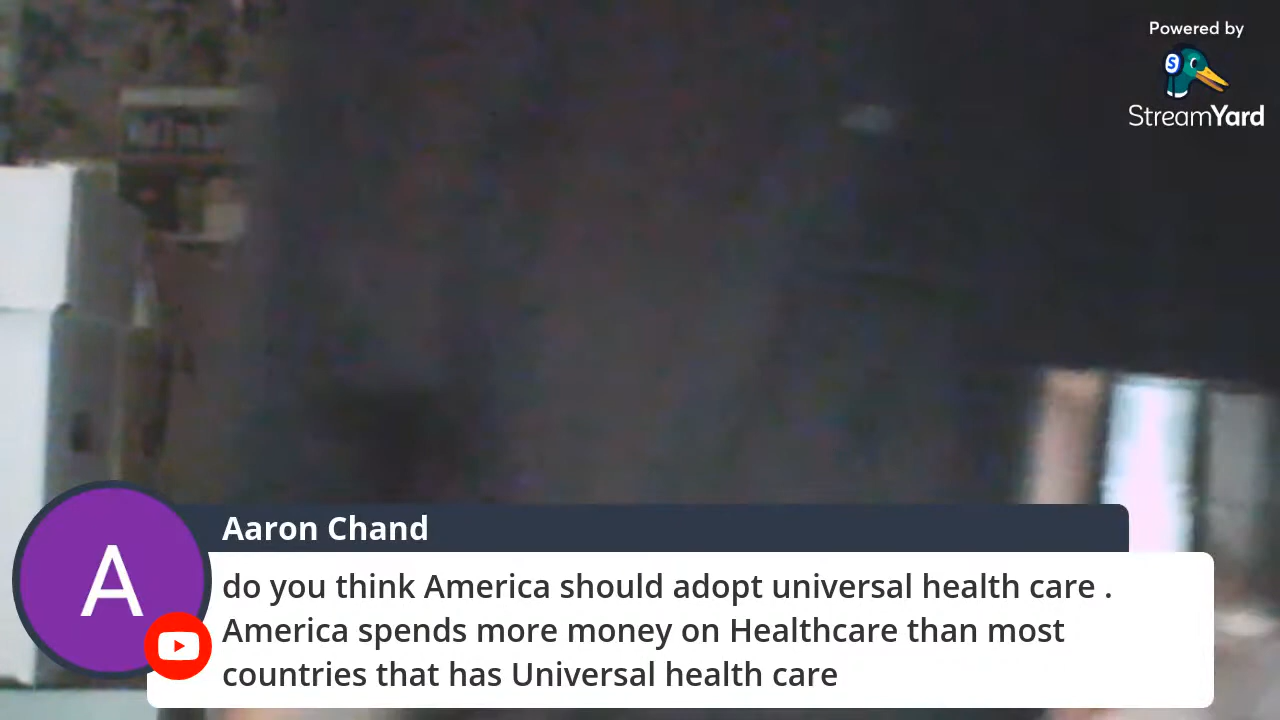 Powered by
S
StreamYard
A
Aaron Chand
do you think America should adopt universal health care .
America spends more money on Healthcare than most
countries that has Universal health care